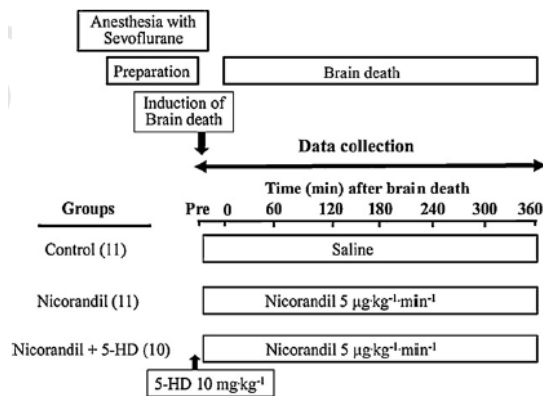 Anesthesia with
Sevoflurane
Preparation
Brain death
Induction of
Brain death
Data collection
Time (min) after brain death
Groups
Pre 0 60 120 180 240 300 360
Control (11)
Saline
Nicorandil (11)
Nicorandil 5 µg·kg⁻¹·min⁻¹
Nicorandil + 5-HD (10)
Nicorandil 5 µg·kg⁻¹·min⁻¹
5-HD 10 mg·kg⁻¹